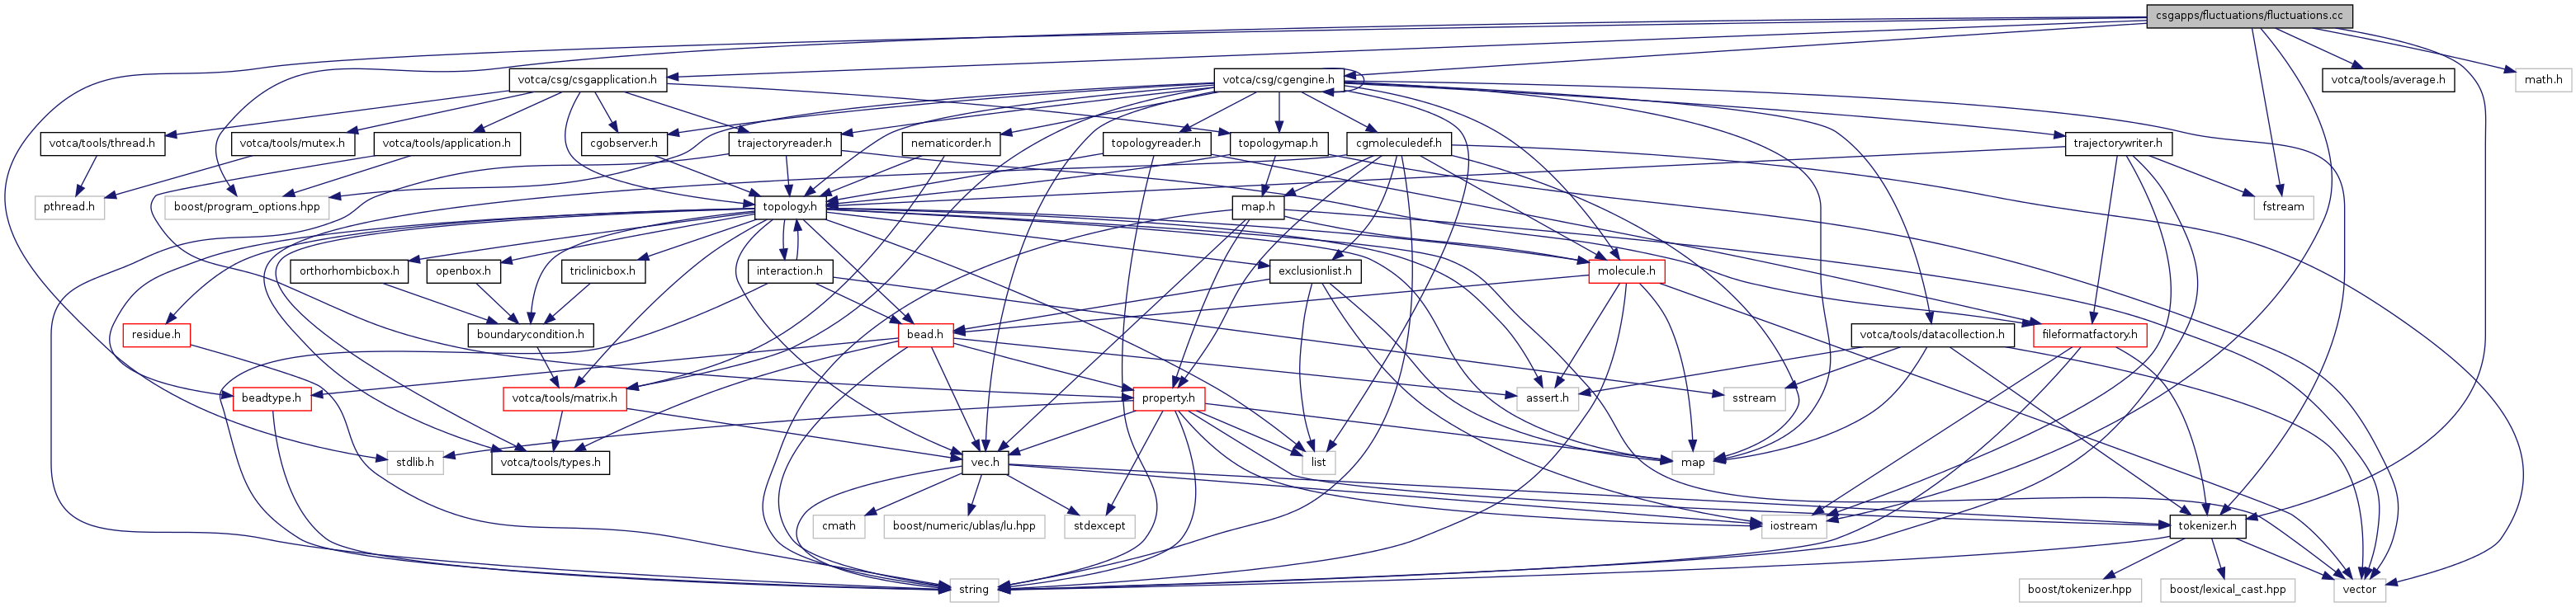 csgapps/fluctuations/fluctuations.cc
votca/csg/csgapplication.h
votca/csg/cgengine.h
votca/tools/average.h
math.h
votca/tools/thread.h
votca/tools/mutex.h
votca/tools/application.h
cgobserver.h
trajectoryreader.h
nematicorder.h
topologyreader.h
topologymap.h
cgmoleculedef.h
trajectorywriter.h
pthread.h
boost/program_options.hpp
topology.h
map.h
fstream
orthorhombicbox.h
openbox.h
triclinicbox.h
interaction.h
exclusionlist.h
molecule.h
residue.h
boundarycondition.h
bead.h
votca/tools/datacollection.h
fileformatfactory.h
beadtype.h
votca/tools/matrix.h
property.h
assert.h
sstream
stdlib.h
votca/tools/types.h
vec.h
list
map
cmath
boost/numeric/ublas/lu.hpp
stdexcept
iostream
tokenizer.h
string
boost/tokenizer.hpp
boost/lexical_cast.hpp
vector